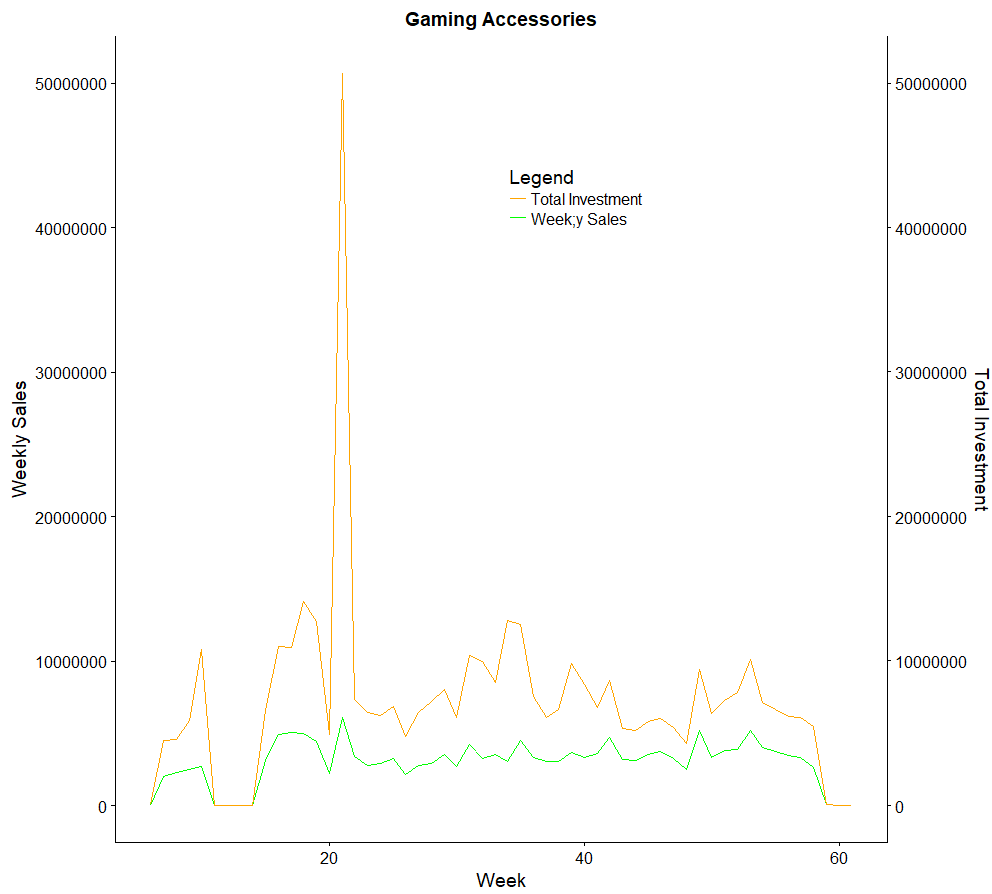 Gaming Accessories
50000000
40000000
30000000
20000000
10000000
0
Weekly Sales
Legend
Total Investment
Week;y Sales
50000000
40000000
30000000
20000000
10000000
0
Total Investment
20
40
60
Week